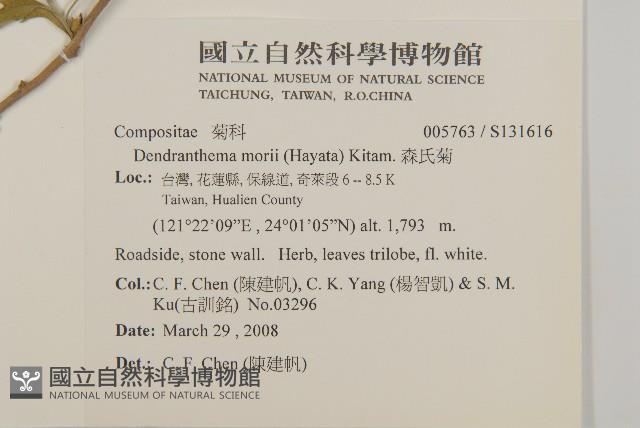 國立自然科學博物館
NATIONAL MUSEUM OF NATURAL SCIENCE
TAICHUNG, TAIWAN, R.O.CHINA
Compositae 菊科 005763 / S131616
Dendranthema morii (Hayata) Kitam. 森氏菊
Loc.: 台灣, 花蓮縣, 保線道, 奇萊段 6 -- 8.5 K
Taiwan, Hualien County
(121°22’09”E , 24°01’05”N) alt. 1,793 m.
Roadside, stone wall. Herb, leaves trilobe, fl. white.
Col.: C. F. Chen (陳建帆), C. K. Yang (楊智凱) & S. M.
Ku(古訓銘) No.03296
Date: March 29 , 2008
Det.: C. F. Chen (陳建帆)
國立自然科學博物館
NATIONAL MUSEUM OF NATURAL SCIENCE